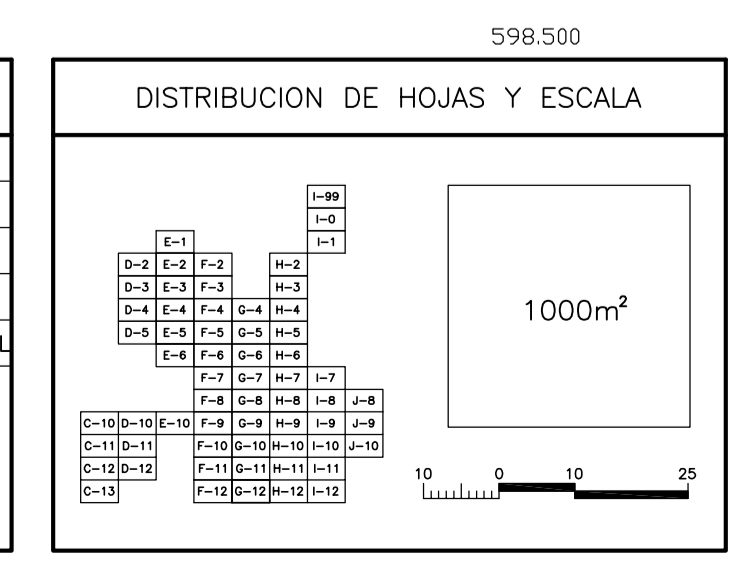 598.500
DISTRIBUCION DE HOJAS Y ESCALA
I-99
I-0
E-1 I-1
D-2 E-2 F-2 H-2
D-3 E-3 F-3 H-3
D-4 E-4 F-4 G-4 H-4
D-5 E-5 F-5 G-5 H-5
E-6 F-6 G-6 H-6
F-7 G-7 H-7 I-7
F-8 G-8 H-8 I-8 J-8
C-10 D-10 E-10 F-9 G-9 H-9 I-9 J-9
C-11 D-11 F-10 G-10 H-10 I-10 J-10
C-12 D-12 F-11 G-11 H-11 I-11
C-13 F-12 G-12 H-12 I-12
1000m²
10 0 10 25
L